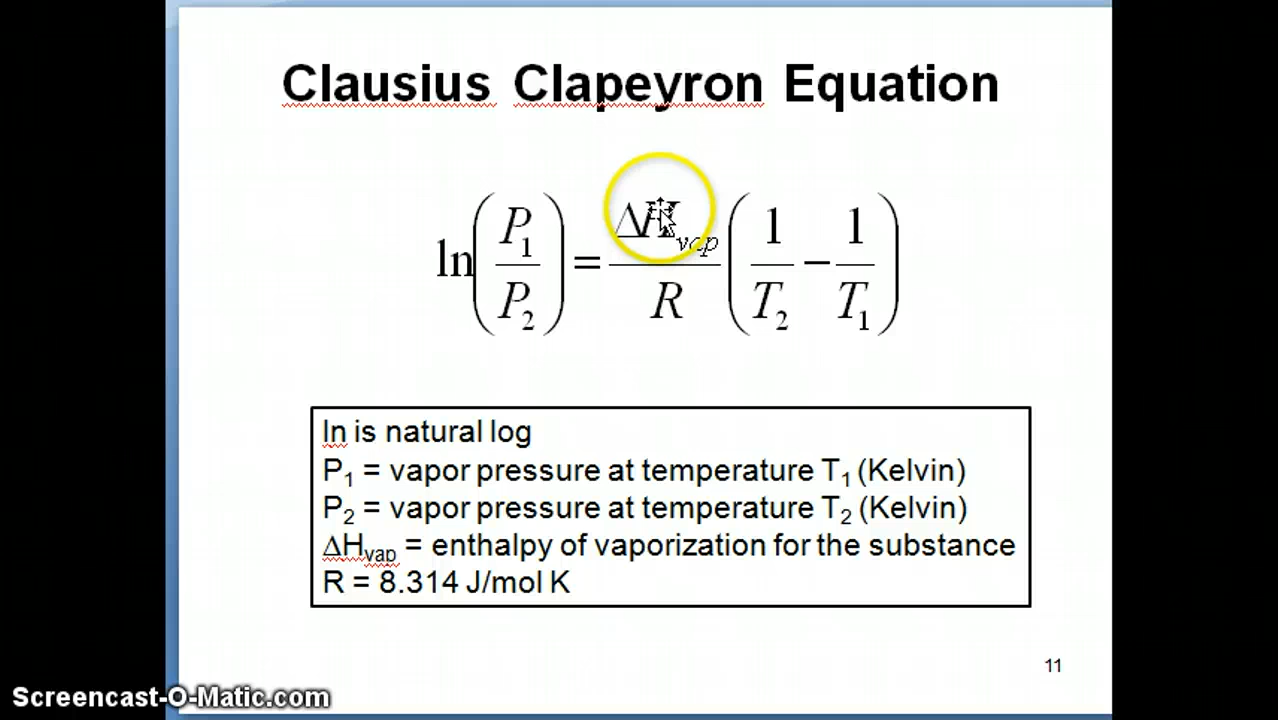 Clausius Clapeyron Equation
ln(P₁/P₂) = ΔH_vap/R (1/T₂ − 1/T₁)
ln is natural log
P₁ = vapor pressure at temperature T₁ (Kelvin)
P₂ = vapor pressure at temperature T₂ (Kelvin)
ΔH_vap = enthalpy of vaporization for the substance
R = 8.314 J/mol K
11
Screencast-O-Matic.com